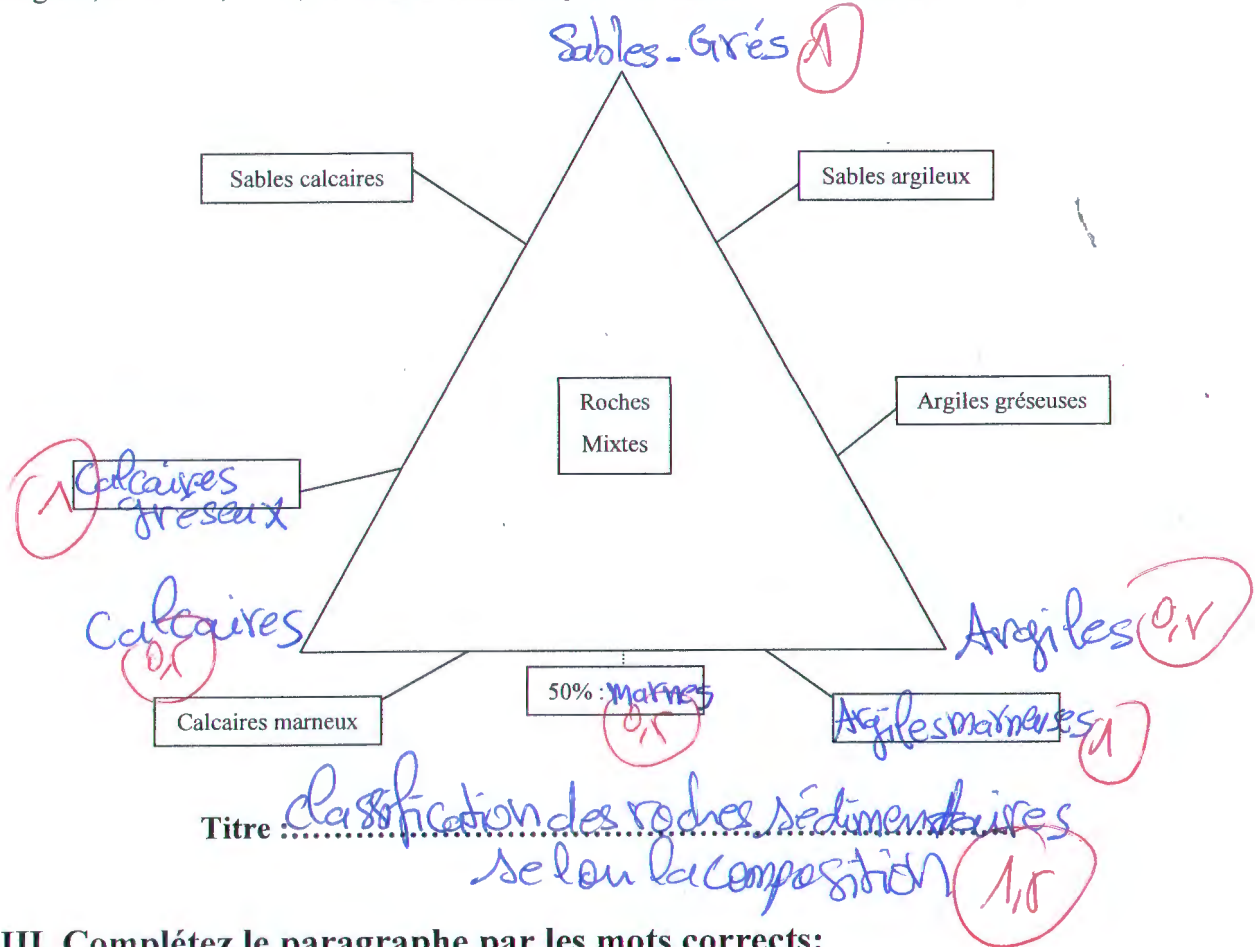 Sables - Grés 1
Sables calcaires
Sables argileux
Roches
Mixtes
Argiles gréseuses
1 Calcaires
gréseux
Calcaires 0,5
Argiles 0,5
50% : marnes
0,5
Calcaires marneux
Argiles marneuses 1
Titre : classification des roches sédimentaires
selon la composition 1,5
III. Complétez le paragraphe par les mots corrects: